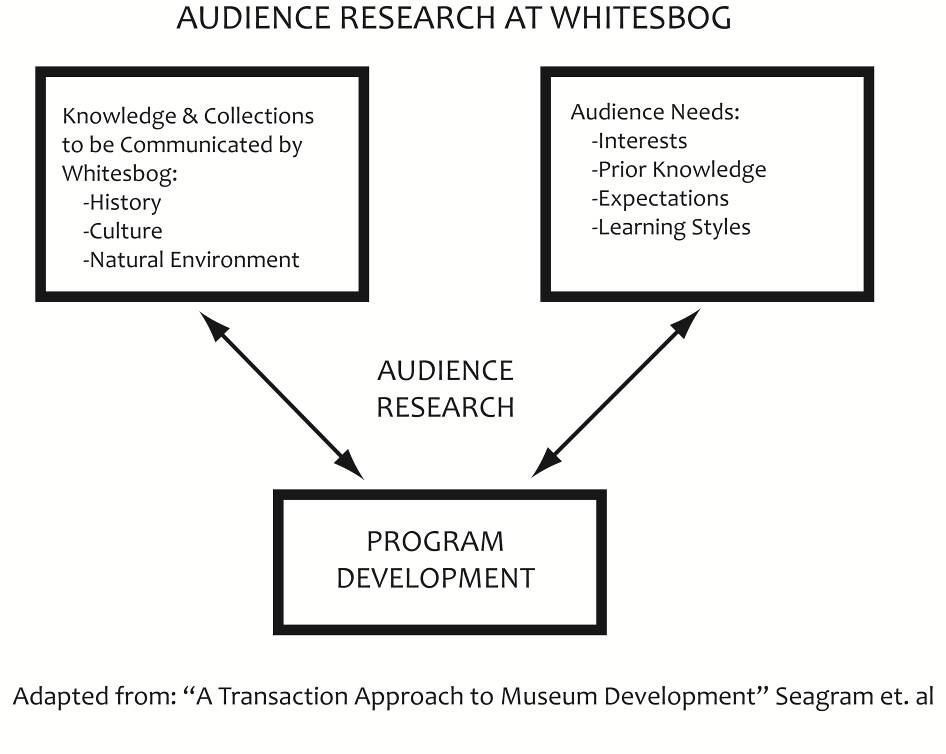 AUDIENCE RESEARCH AT WHITESBOG
Knowledge & Collections
to be Communicated by
Whitesbog:
-History
-Culture
-Natural Environment
Audience Needs:
-Interests
-Prior Knowledge
-Expectations
-Learning Styles
AUDIENCE
RESEARCH
PROGRAM
DEVELOPMENT
Adapted from: “A Transaction Approach to Museum Development” Seagram et. al